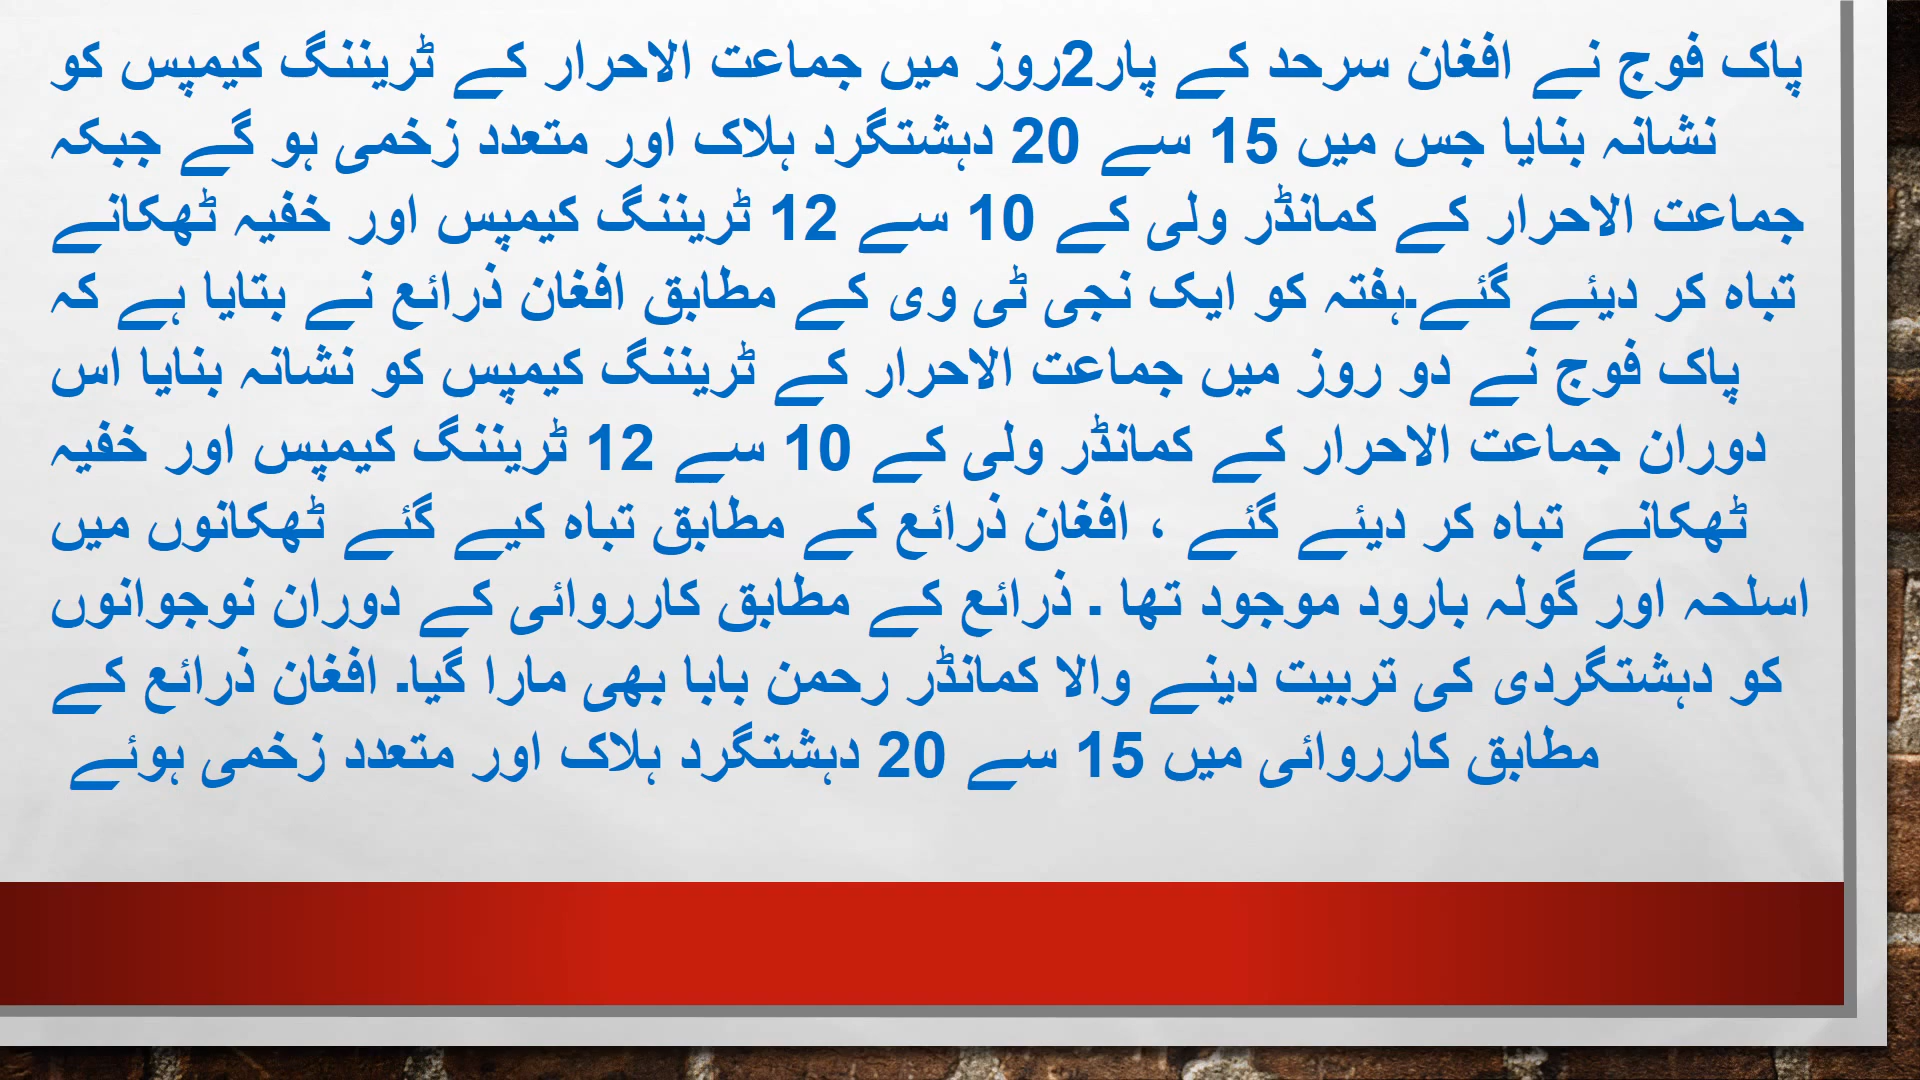 پاک فوج نے افغان سرحد کے پار2روز میں جماعت الاحرار کے ٹریننگ کیمپس کو
نشانہ بنایا جس میں 15 سے 20 دہشتگرد ہلاک اور متعدد زخمی ہو گے جبکہ
جماعت الاحرار کے کمانڈر ولی کے 10 سے 12 ٹریننگ کیمپس اور خفیہ ٹھکانے
تباہ کر دیئے گئے۔ہفتہ کو ایک نجی ٹی وی کے مطابق افغان ذرائع نے بتایا ہے کہ
پاک فوج نے دو روز میں جماعت الاحرار کے ٹریننگ کیمپس کو نشانہ بنایا اس
دوران جماعت الاحرار کے کمانڈر ولی کے 10 سے 12 ٹریننگ کیمپس اور خفیہ
ٹھکانے تباہ کر دیئے گئے ، افغان ذرائع کے مطابق تباہ کیے گئے ٹھکانوں میں
اسلحہ اور گولہ بارود موجود تھا ۔ ذرائع کے مطابق کارروائی کے دوران نوجوانوں
کو دہشتگردی کی تربیت دینے والا کمانڈر رحمن بابا بھی مارا گیا۔ افغان ذرائع کے
مطابق کارروائی میں 15 سے 20 دہشتگرد ہلاک اور متعدد زخمی ہوئے